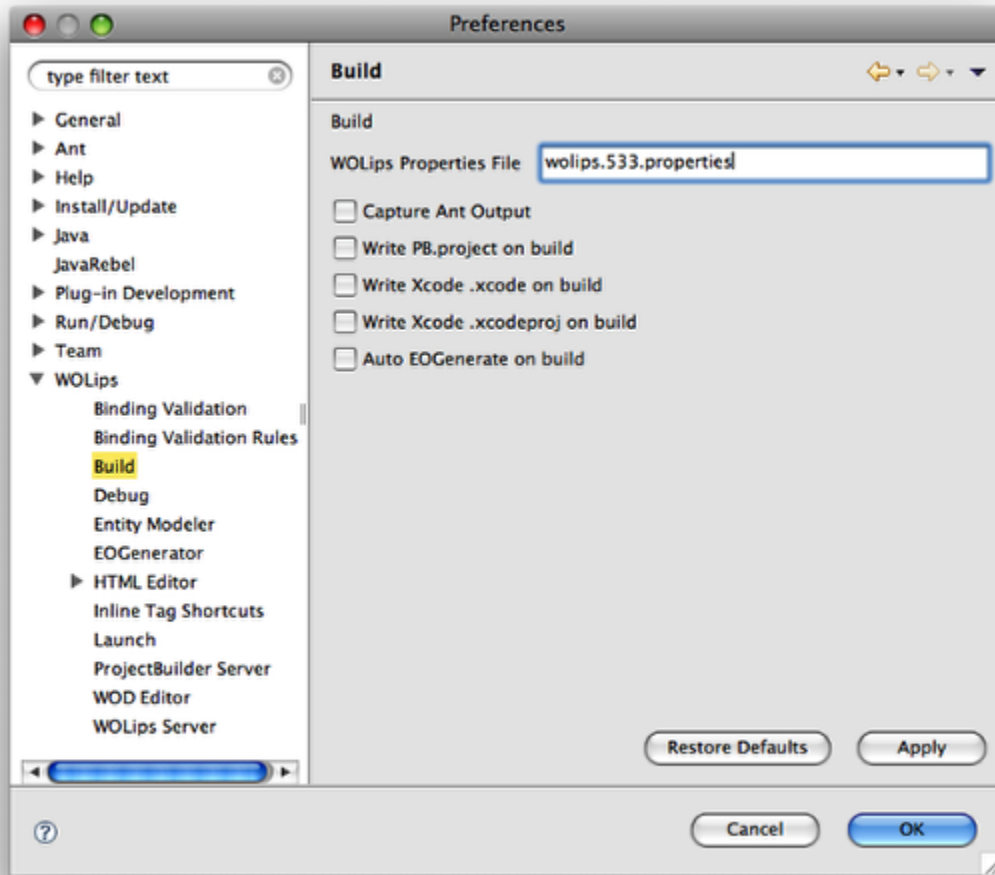 Preferences
type filter text
General
Ant
Help
Install/Update
Java
JavaRebel
Plug-in Development
Run/Debug
Team
WOLips
Binding Validation
Binding Validation Rules
Build
Debug
Entity Modeler
EOGenerator
HTML Editor
Inline Tag Shortcuts
Launch
ProjectBuilder Server
WOD Editor
WOLips Server
Build
Build
WOLips Properties File wolips.533.properties
Capture Ant Output
Write PB.project on build
Write Xcode .xcode on build
Write Xcode .xcodeproj on build
Auto EOGenerate on build
Restore Defaults Apply
? Cancel OK